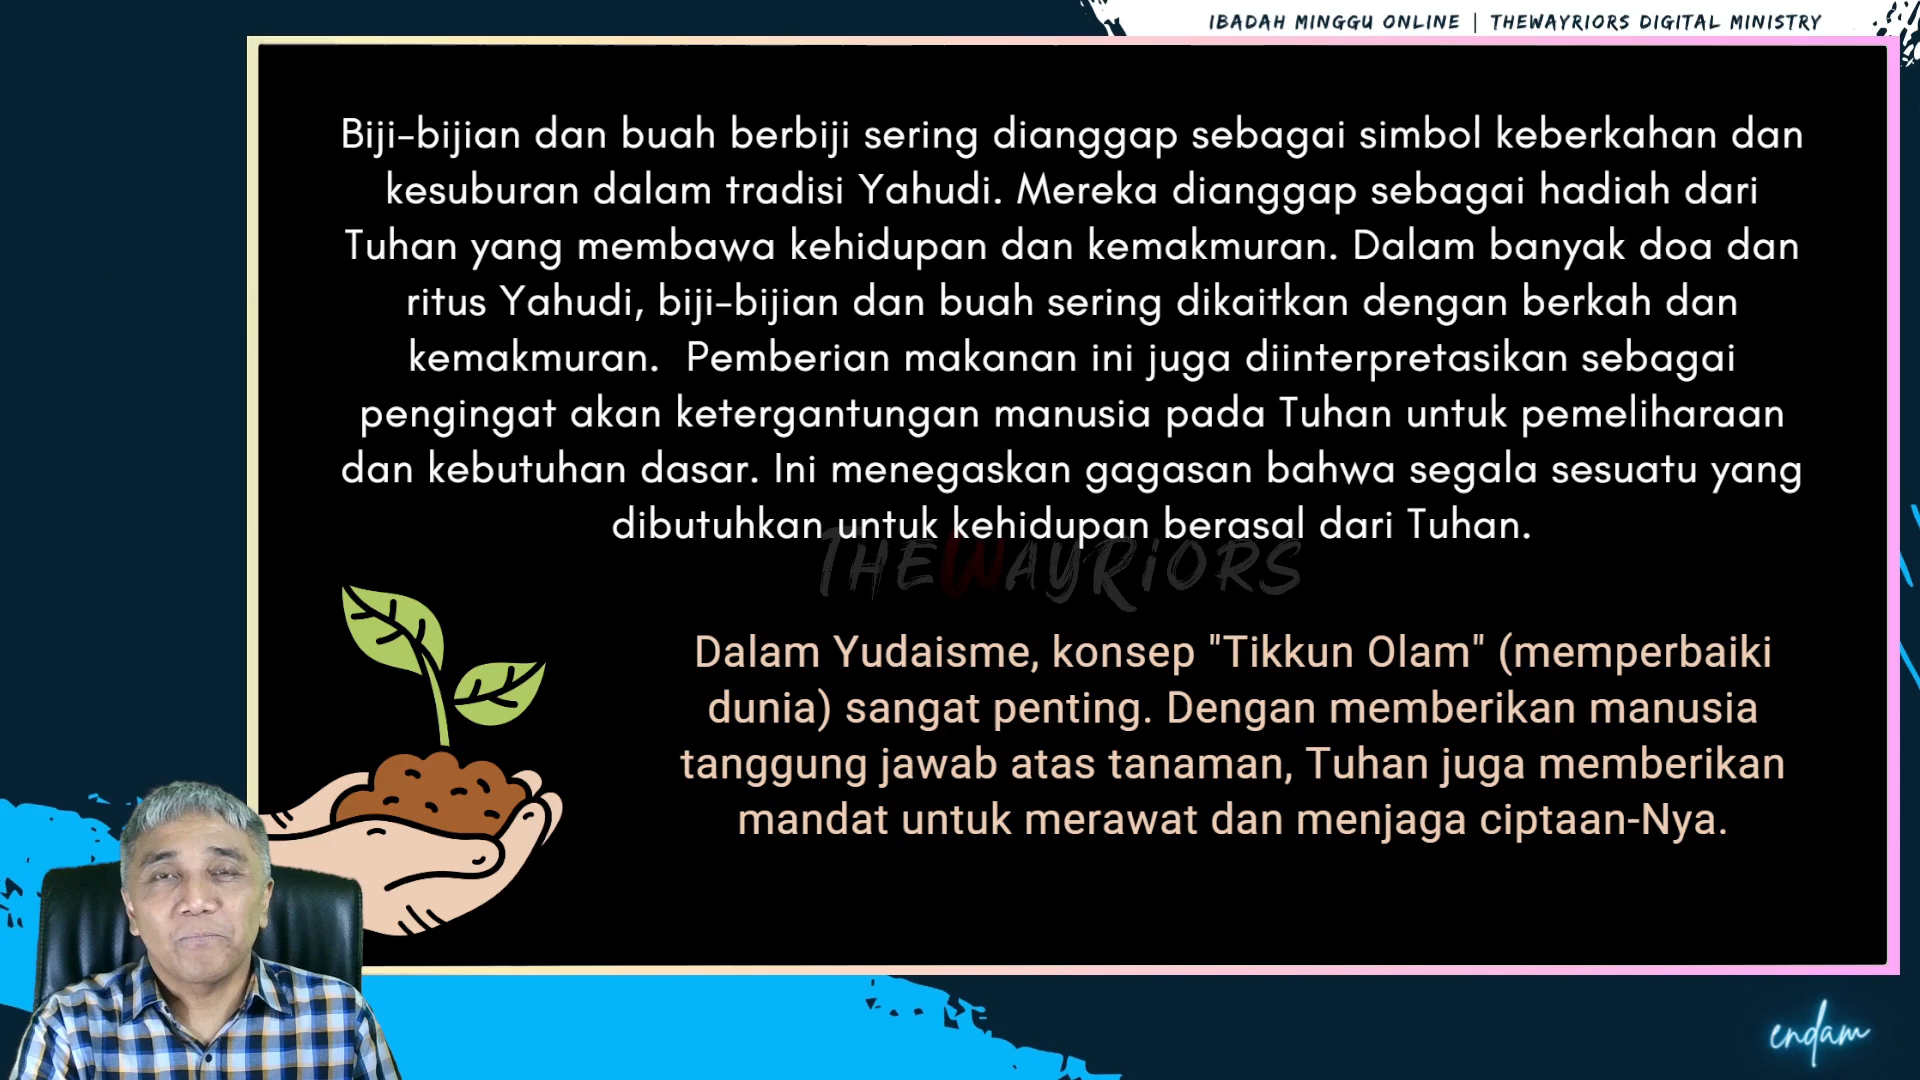 IBADAH MINGGU ONLINE | THEWAYRIORS DIGITAL MINISTRY
Biji-bijian dan buah berbiji sering dianggap sebagai simbol keberkahan dan
kesuburan dalam tradisi Yahudi. Mereka dianggap sebagai hadiah dari
Tuhan yang membawa kehidupan dan kemakmuran. Dalam banyak doa dan
ritus Yahudi, biji-bijian dan buah sering dikaitkan dengan berkah dan
kemakmuran.  Pemberian makanan ini juga diinterpretasikan sebagai
pengingat akan ketergantungan manusia pada Tuhan untuk pemeliharaan
dan kebutuhan dasar. Ini menegaskan gagasan bahwa segala sesuatu yang
dibutuhkan untuk kehidupan berasal dari Tuhan.
THEWAYRiORS
Dalam Yudaisme, konsep "Tikkun Olam" (memperbaiki
dunia) sangat penting. Dengan memberikan manusia
tanggung jawab atas tanaman, Tuhan juga memberikan
mandat untuk merawat dan menjaga ciptaan-Nya.
endam